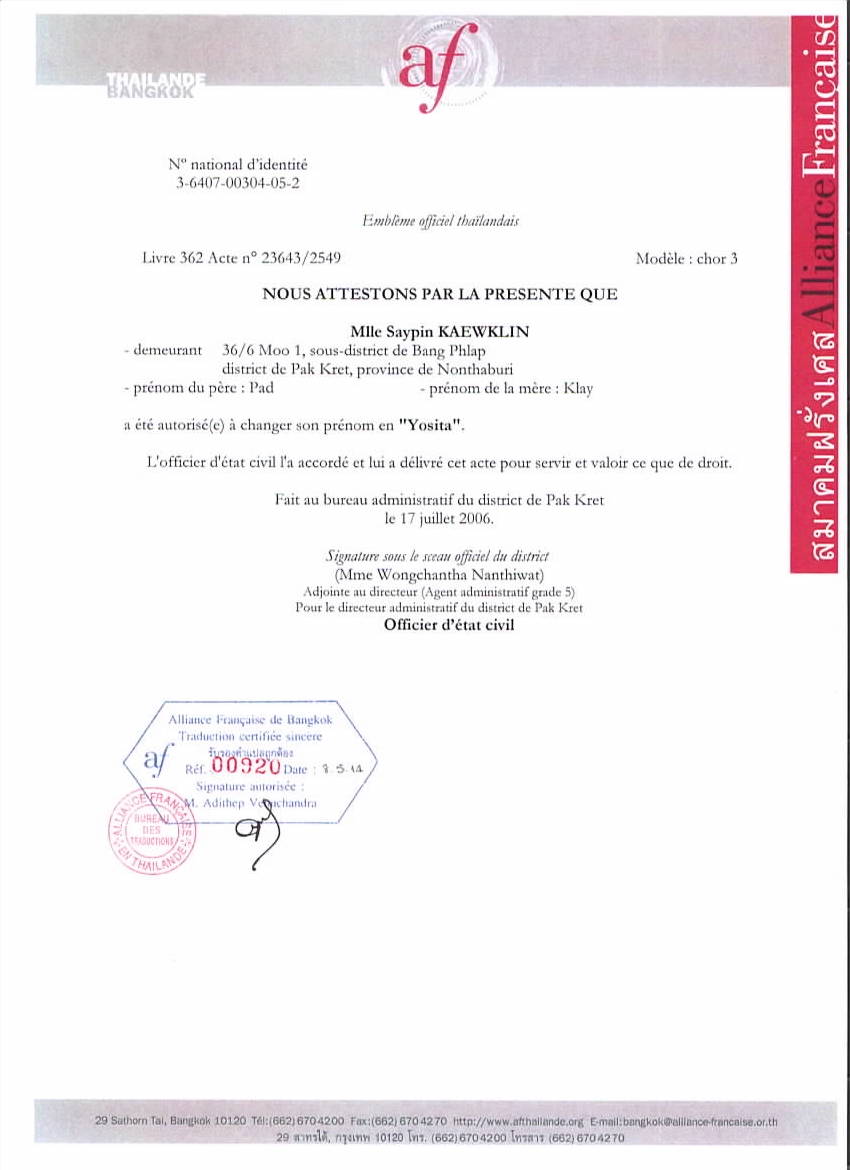 THAILANDE
BANGKOK
af
สมาคมฝรั่งเศส AllianceFrançaise
N° national d'identité
3-6407-00304-05-2
Emblème officiel thaïlandais
Livre 362 Acte n° 23643/2549 Modèle : chor 3
NOUS ATTESTONS PAR LA PRESENTE QUE
Mlle Saypin KAEWKLIN
- demeurant 36/6 Moo 1, sous-district de Bang Phlap
district de Pak Kret, province de Nonthaburi
- prénom du père : Pad - prénom de la mère : Klay
a été autorisé(e) à changer son prénom en "Yosita".
L'officier d'état civil l'a accordé et lui a délivré cet acte pour servir et valoir ce que de droit.
Fait au bureau administratif du district de Pak Kret
le 17 juillet 2006.
Signature sous le sceau officiel du district
(Mme Wongchantha Nanthiwat)
Adjointe au directeur (Agent administratif grade 5)
Pour le directeur administratif du district de Pak Kret
Officier d'état civil
Alliance Française de Bangkok
Traduction certifiée sincère
รับรองคำแปลถูกต้อง
af
Réf. 00920 Date :
Signature autorisée :
M. Adithep
ALLIANCE FRANÇAISE
BUREAU
DES
TRADUCTIONS
EN THAILANDE
29 Sathorn Tai, Bangkok 10120 Tél:(662)6704200 Fax:(662)6704270 http://www.afthailande.org E-mail:bangkok@alliance-francaise.or.th
29 สาทรใต้, กรุงเทพ 10120 โทร. (662)6704200 โทรสาร (662)6704270